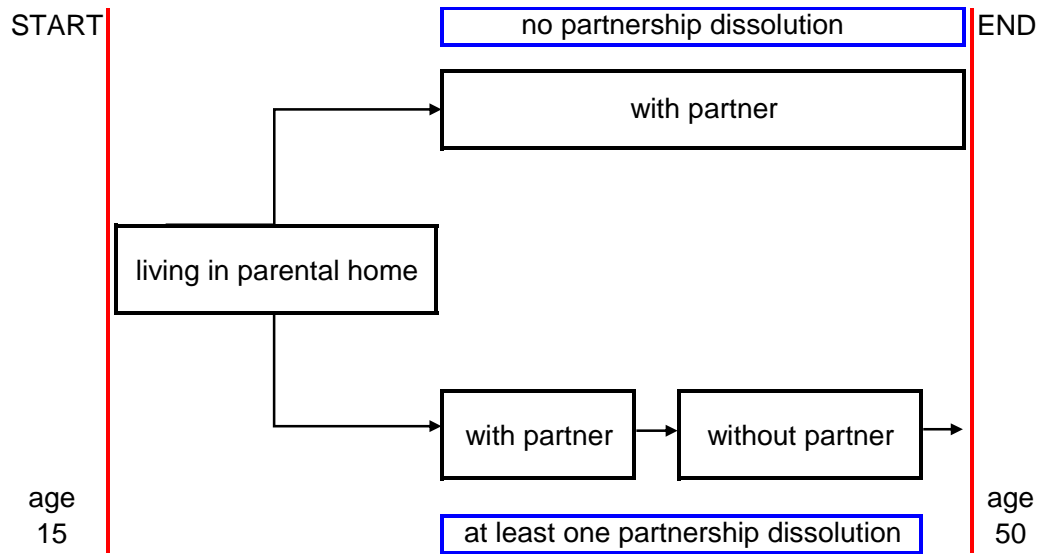 START
no partnership dissolution
END
with partner
living in parental home
with partner
without partner
age
15
at least one partnership dissolution
age
50